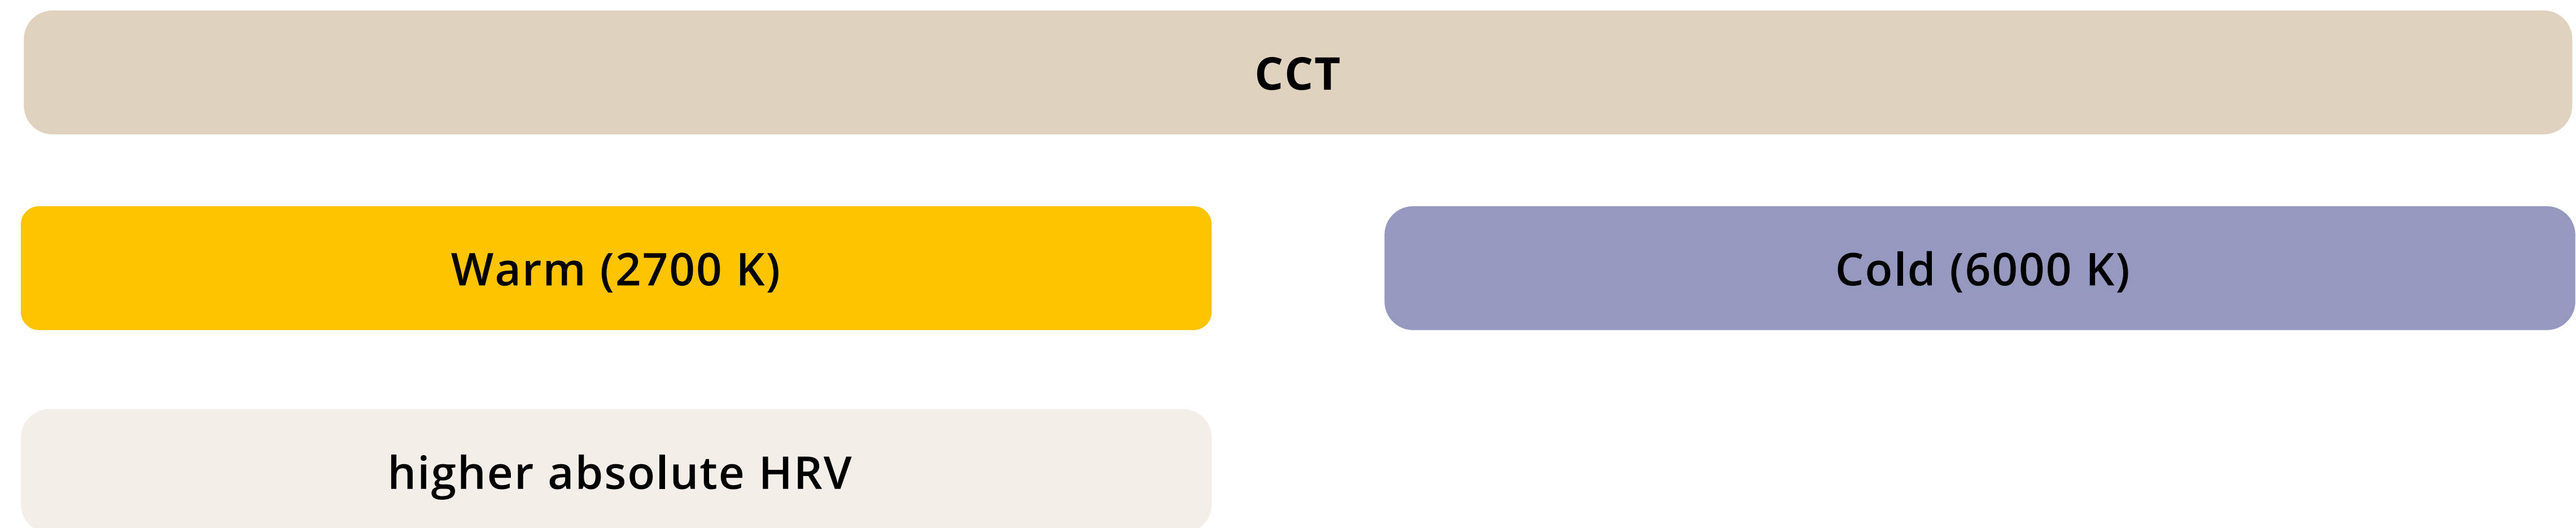 CCT
Warm (2700 K)
Cold (6000 K)
higher absolute HRV